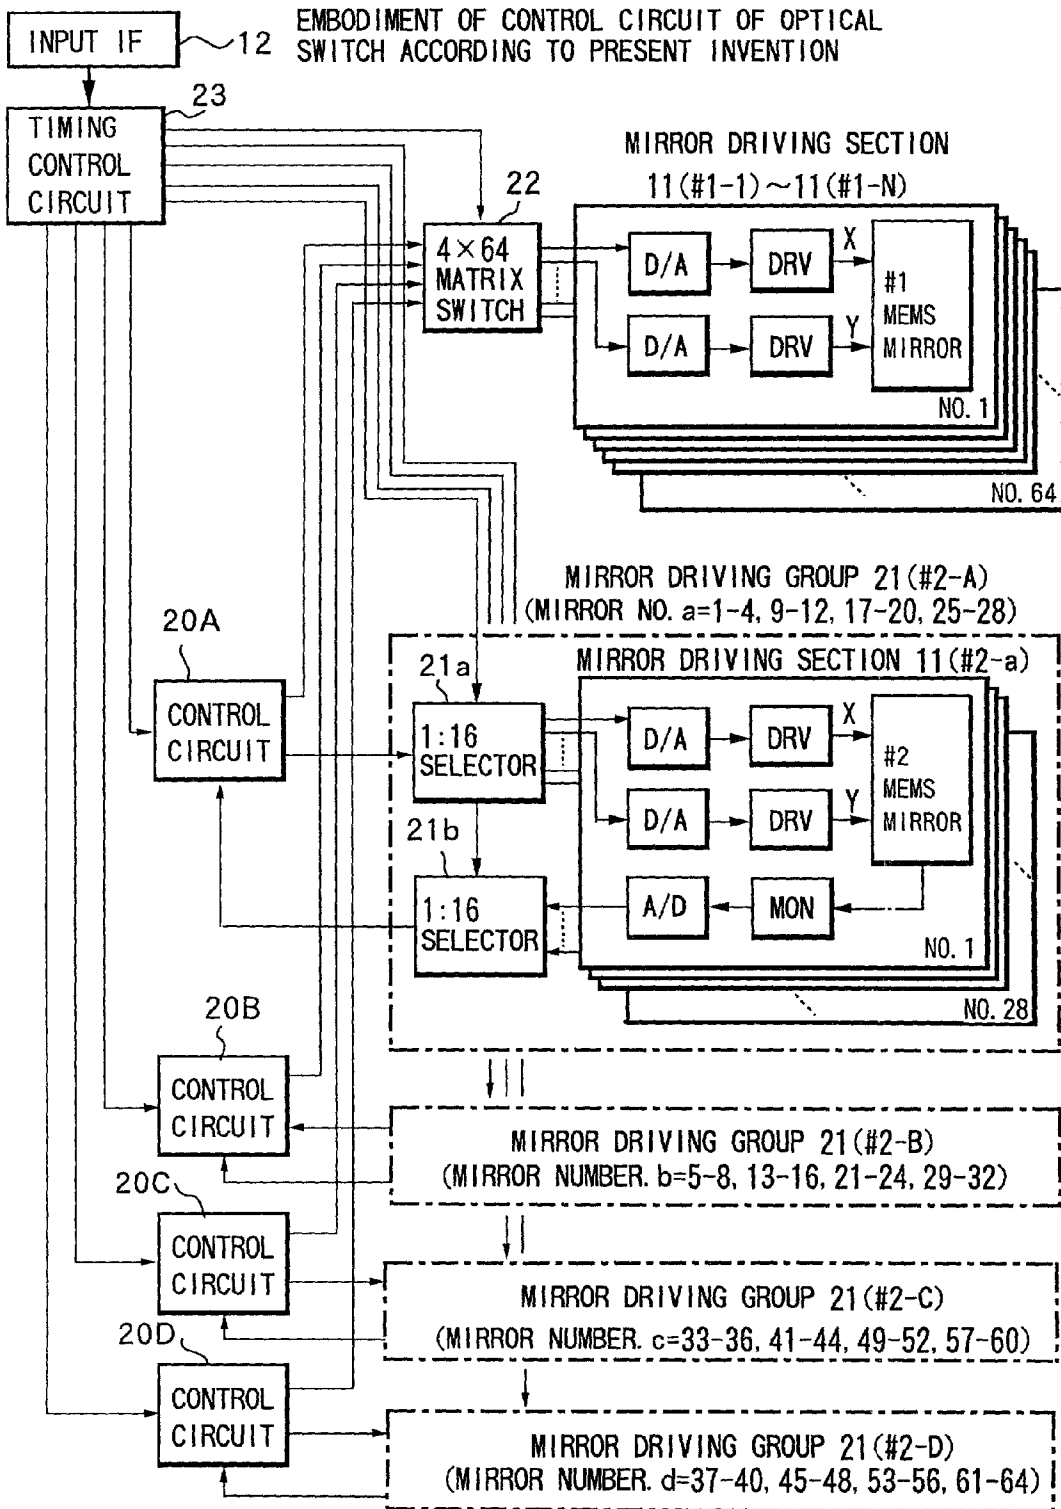 EMBODIMENT OF CONTROL CIRCUIT OF OPTICAL
SWITCH ACCORDING TO PRESENT INVENTION
INPUT IF
12
23
TIMING
CONTROL
CIRCUIT
MIRROR DRIVING SECTION
11(#1-1)～11(#1-N)
22
4×64
MATRIX
SWITCH
D/A
DRV
X
D/A
DRV
Y
#1
MEMS
MIRROR
NO. 1
NO. 64
MIRROR DRIVING GROUP 21(#2-A)
(MIRROR NO. a=1-4, 9-12, 17-20, 25-28)
20A
CONTROL
CIRCUIT
21a
1:16
SELECTOR
21b
1:16
SELECTOR
MIRROR DRIVING SECTION 11(#2-a)
D/A
DRV
X
D/A
DRV
Y
#2
MEMS
MIRROR
A/D
MON
NO. 1
NO. 28
20B
CONTROL
CIRCUIT
MIRROR DRIVING GROUP 21(#2-B)
(MIRROR NUMBER. b=5-8, 13-16, 21-24, 29-32)
20C
CONTROL
CIRCUIT
MIRROR DRIVING GROUP 21(#2-C)
(MIRROR NUMBER. c=33-36, 41-44, 49-52, 57-60)
20D
CONTROL
CIRCUIT
MIRROR DRIVING GROUP 21(#2-D)
(MIRROR NUMBER. d=37-40, 45-48, 53-56, 61-64)